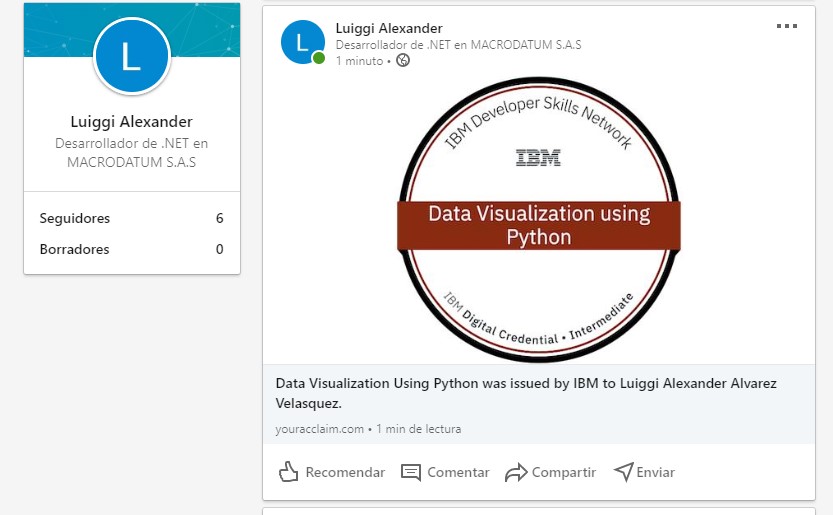 L
Luiggi Alexander
Desarrollador de .NET en
MACRODATUM S.A.S
Seguidores 6
Borradores 0
L
Luiggi Alexander
Desarrollador de .NET en MACRODATUM S.A.S
1 minuto •
IBM Developer Skills Network
IBM
Data Visualization using
Python
IBM Digital Credential • Intermediate
Data Visualization Using Python was issued by IBM to Luiggi Alexander Alvarez
Velasquez.
youracclaim.com • 1 min de lectura
Recomendar Comentar Compartir Enviar